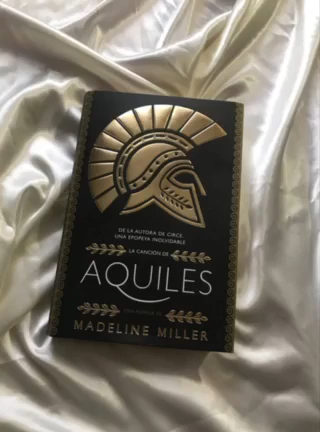 DE LA AUTORA DE CIRCE,
UNA EPOPEYA INOLVIDABLE
LA CANCIÓN DE
AQUILES
MADELINE MILLER